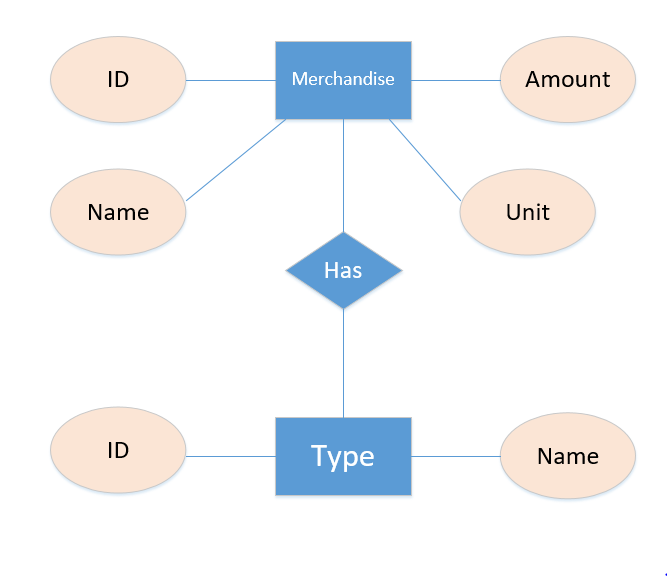 ID
Merchandise
Amount
Name
Unit
Has
ID
Type
Name